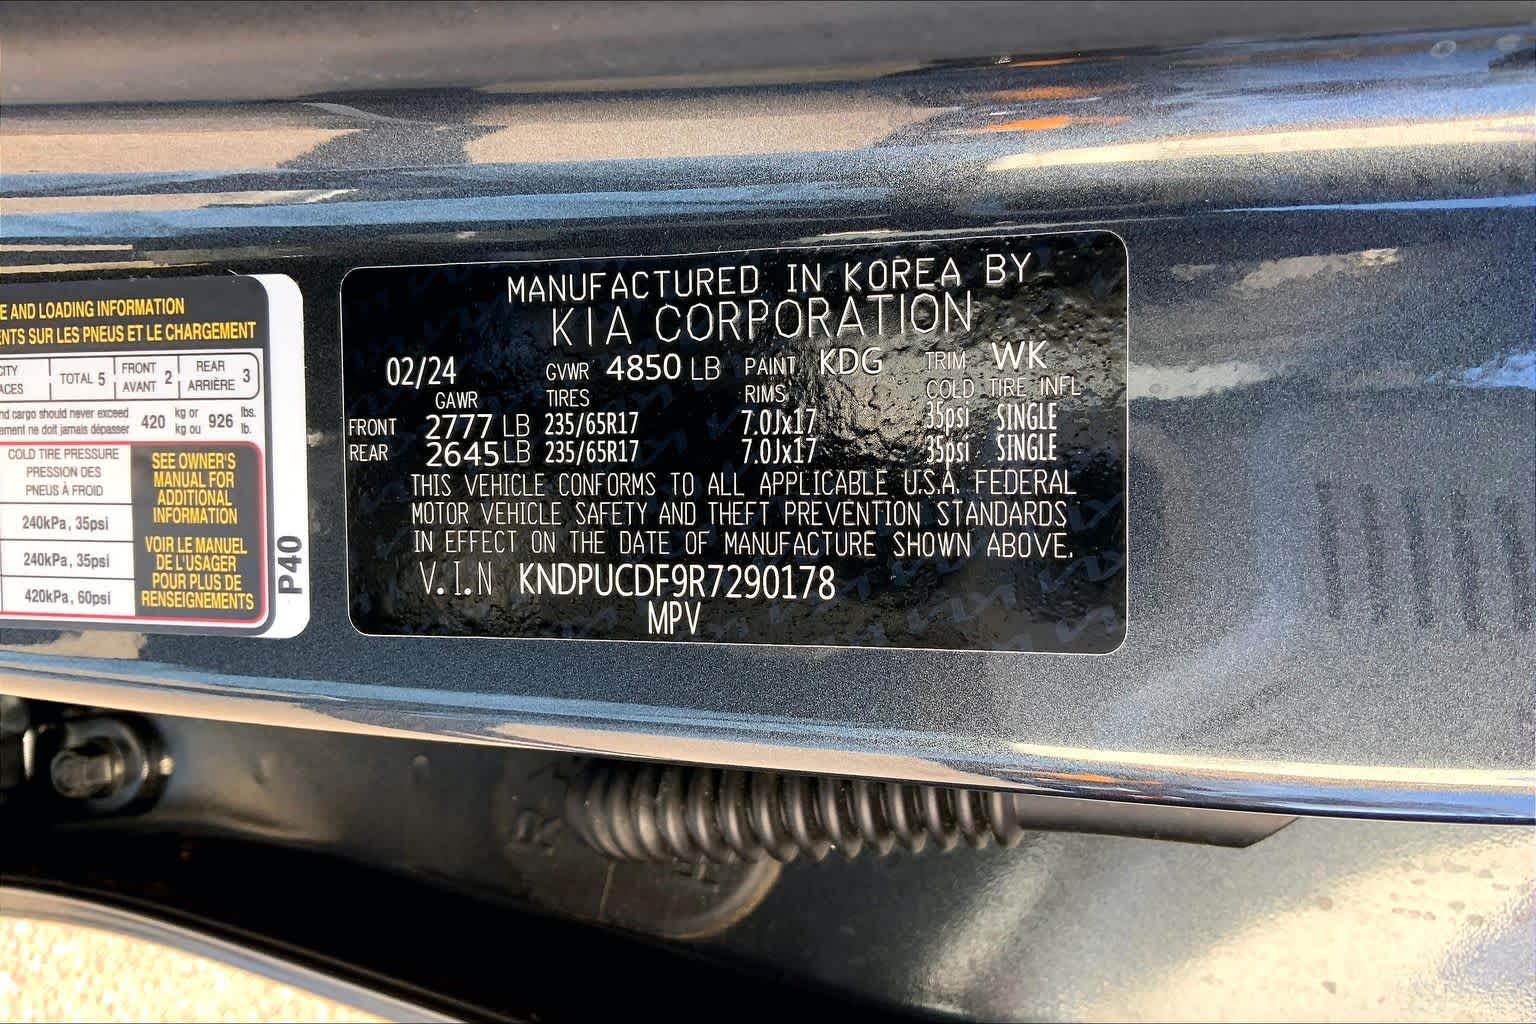 E AND LOADING INFORMATION
ENTS SUR LES PNEUS ET LE CHARGEMENT
CITY
ACES
TOTAL 5
FRONT
AVANT 2
REAR
ARRIÈRE 3
nd cargo should never exceed
ement ne doit jamais dépasser
420 kg or
kg ou
926 lbs.
lb.
COLD TIRE PRESSURE
PRESSION DES
PNEUS À FROID
240kPa, 35psi
240kPa, 35psi
420kPa, 60psi
SEE OWNER'S
MANUAL FOR
ADDITIONAL
INFORMATION
VOIR LE MANUEL
DE L'USAGER
POUR PLUS DE
RENSEIGNEMENTS
P40
MANUFACTURED IN KOREA BY
KIA CORPORATION
02/24 GVWR 4850 LB PAINT KDG TRIM WK
GAWR TIRES RIMS COLD TIRE INFL
FRONT 2777 LB 235/65R17 7.0Jx17 35psi SINGLE
REAR 2645LB 235/65R17 7.0Jx17 35psi SINGLE
THIS VEHICLE CONFORMS TO ALL APPLICABLE U.S.A. FEDERAL
MOTOR VEHICLE SAFETY AND THEFT PREVENTION STANDARDS
IN EFFECT ON THE DATE OF MANUFACTURE SHOWN ABOVE.
V.I.N KNDPUCDF9R7290178
MPV
R
H